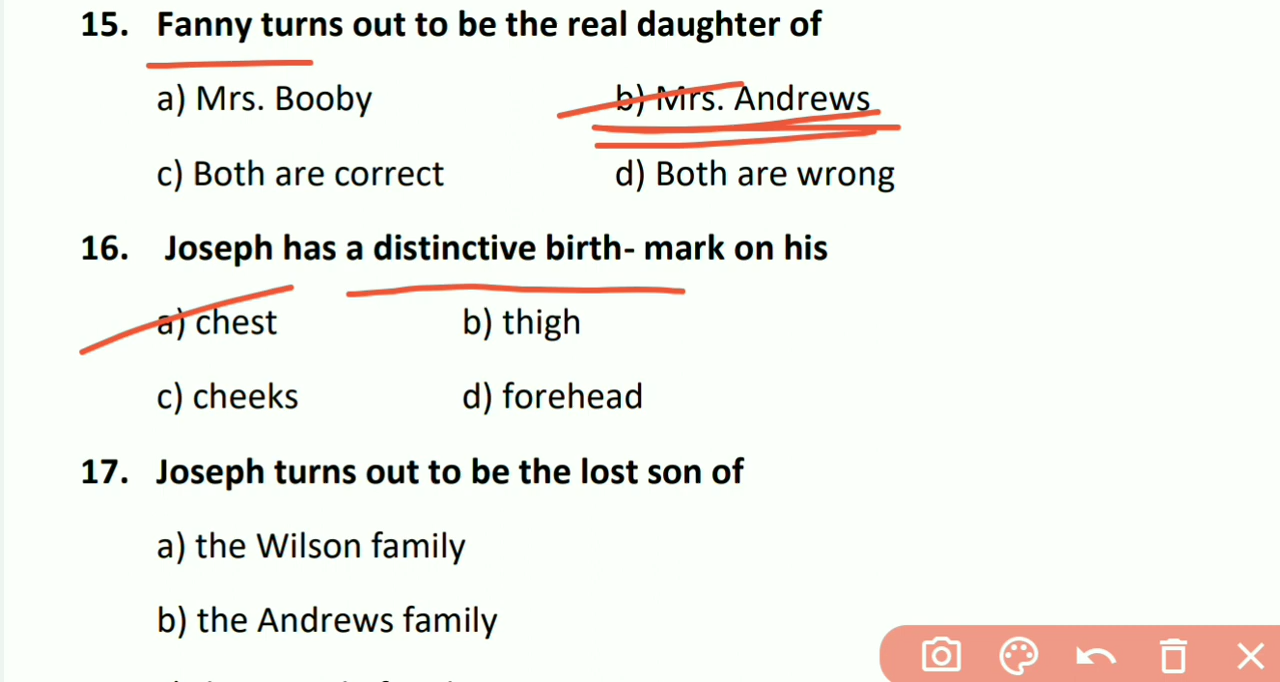 15. Fanny turns out to be the real daughter of
a) Mrs. Booby b) Mrs. Andrews
c) Both are correct d) Both are wrong
16. Joseph has a distinctive birth- mark on his
a) chest b) thigh
c) cheeks d) forehead
17. Joseph turns out to be the lost son of
a) the Wilson family
b) the Andrews family